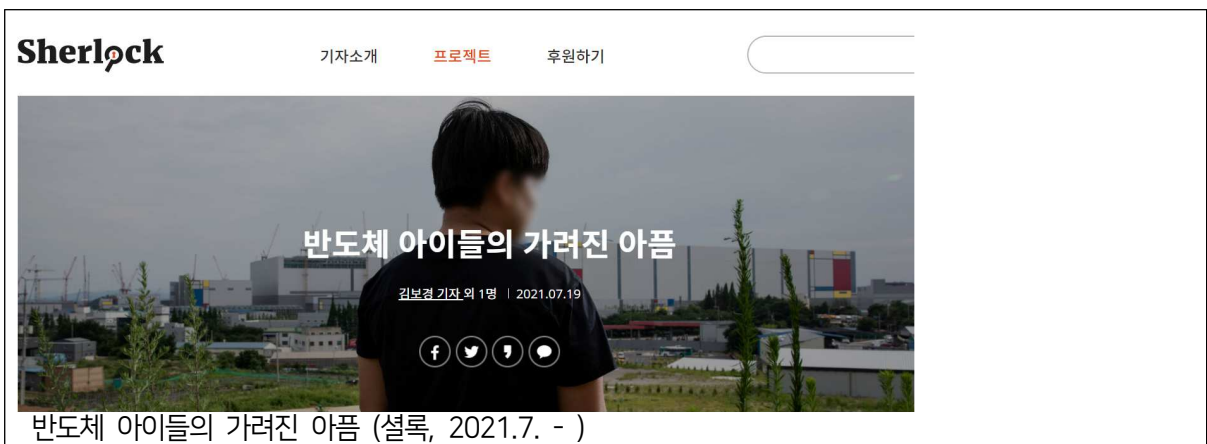 Sherlock
기자소개 프로젝트 후원하기
반도체 아이들의 가려진 아픔
김보경 기자 외 1명 | 2021.07.19
반도체 아이들의 가려진 아픔 (셜록, 2021.7. - )